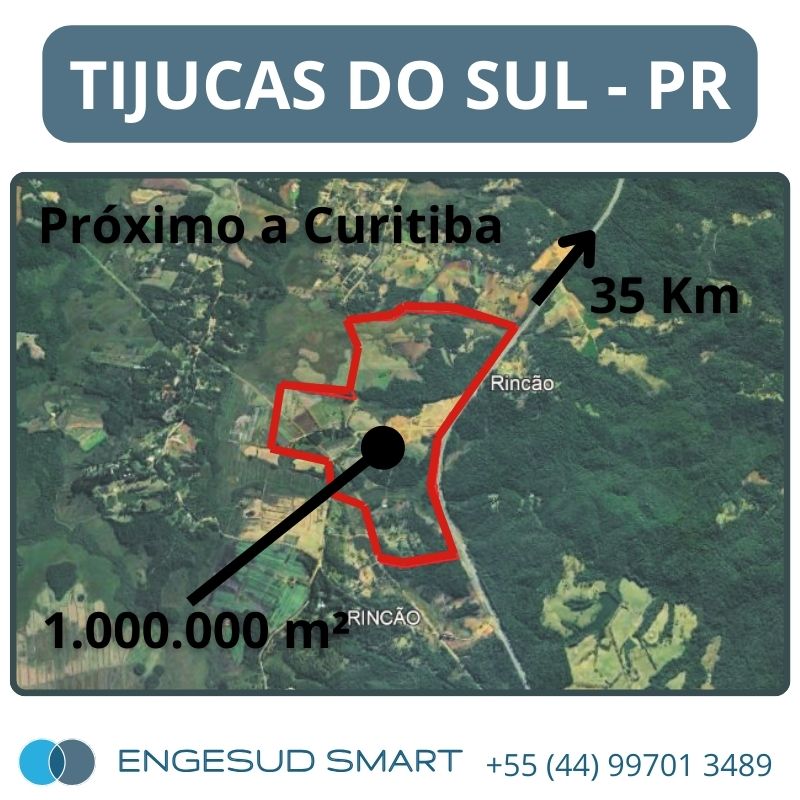 TIJUCAS DO SUL - PR
Próximo a Curitiba
35 Km
Rincão
1.000.000 m²
RINCÃO
ENGESUD SMART
+55 (44) 99701 3489